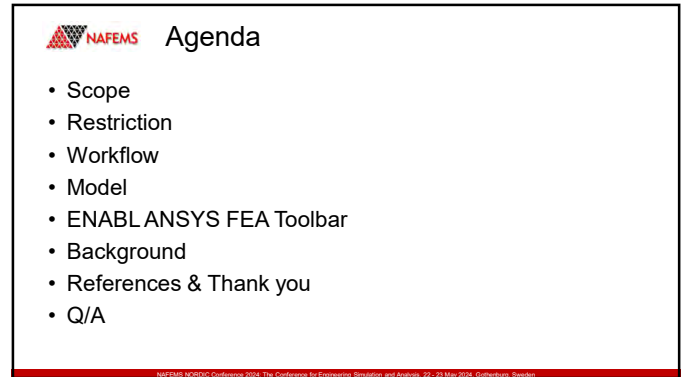 NAFEMS Agenda
• Scope
• Restriction
• Workflow
• Model
• ENABL ANSYS FEA Toolbar
• Background
• References & Thank you
• Q/A
NAFEMS NORDIC Conference 2024: The Conference for Engineering Simulation and Analysis, 22 - 23 May 2024, Gothenburg, Sweden